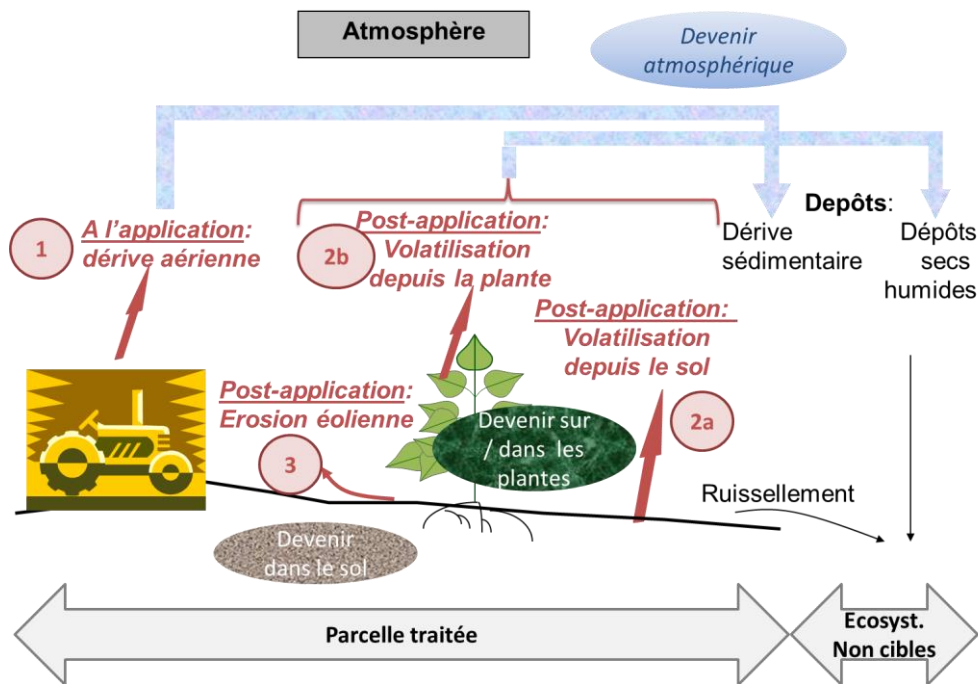 Atmosphère
Devenir
atmosphérique
1
A l'application:
dérive aérienne
2b
Post-application:
Volatilisation
depuis la plante
Depôts:
Dérive
sédimentaire
Dépôts
secs
humides
Post-application:
Volatilisation
depuis le sol
2a
Post-application:
Erosion éolienne
3
Devenir sur
/ dans les
plantes
Ruissellement
Devenir
dans le sol
Parcelle traitée
Ecosyst.
Non cibles